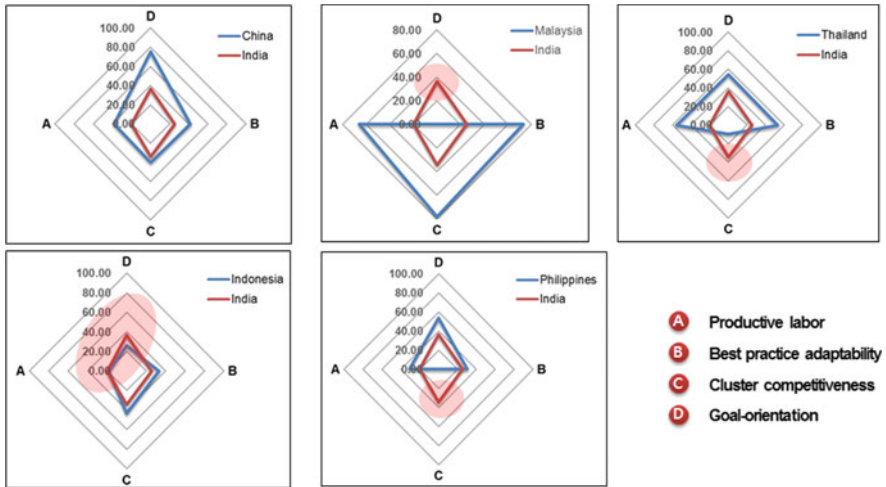 D
100.00
80.00
60.00
40.00
20.00
0.00
China
India
A
B
C
D
80.00
60.00
40.00
20.00
0.00
Malaysia
India
A
B
C
D
100.00
80.00
60.00
40.00
20.00
0.00
Thailand
India
A
B
C
D
100.00
80.00
60.00
40.00
20.00
0.00
Indonesia
India
A
B
C
D
100.00
80.00
60.00
40.00
20.00
0.00
Philippines
India
A
B
C
A Productive labor
B Best practice adaptability
C Cluster competitiveness
D Goal-orientation